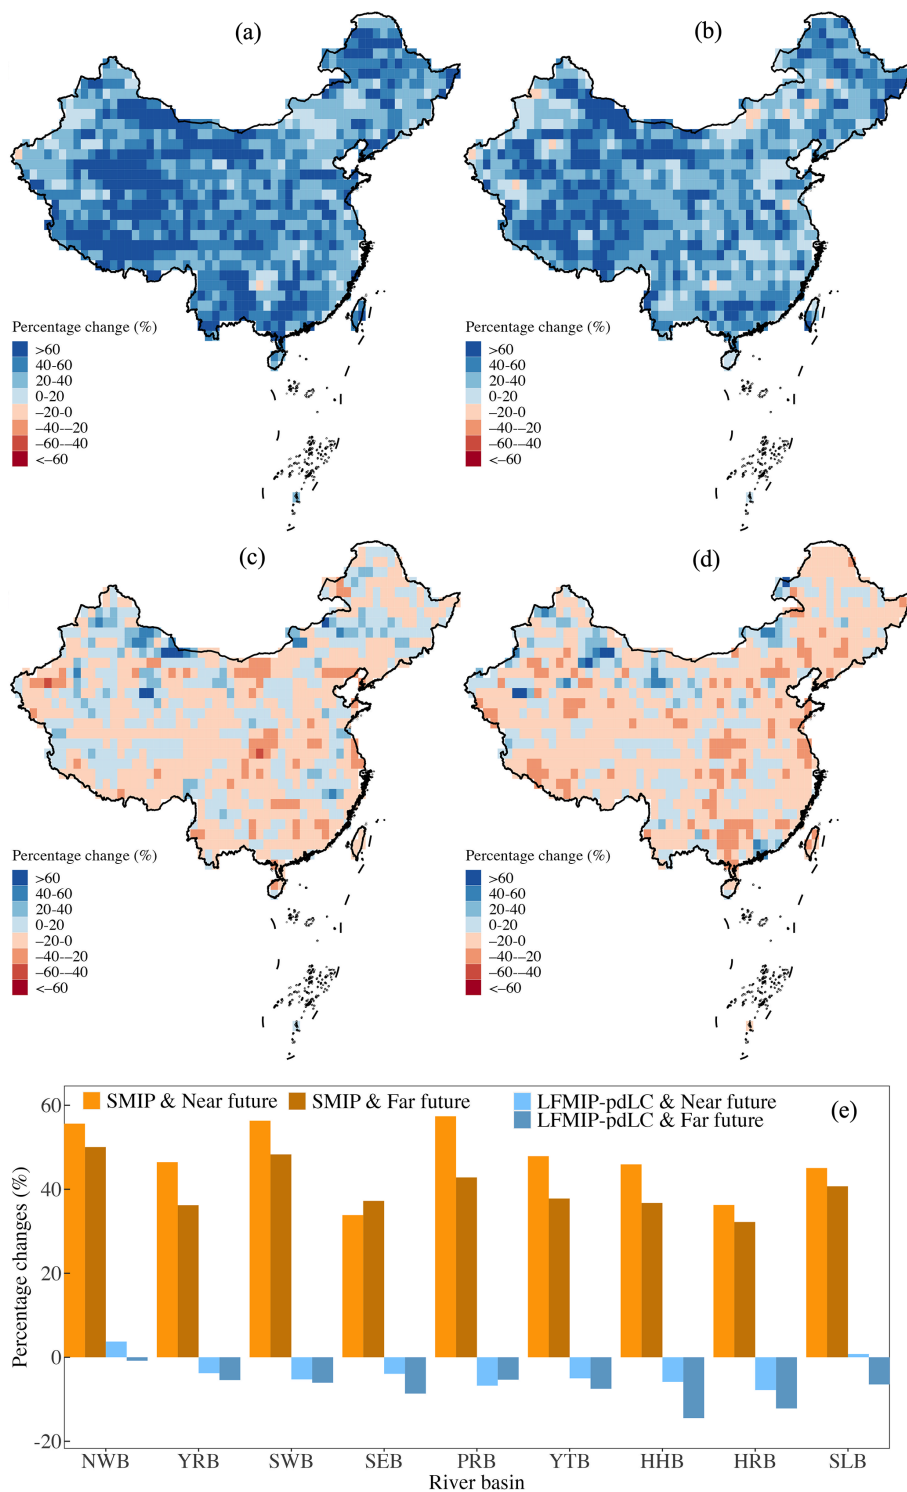 (a)
(b)
Percentage change (%)
>60
40-60
20-40
0-20
–20-0
–40-–20
–60-–40
<–60
Percentage change (%)
>60
40-60
20-40
0-20
–20-0
–40-–20
–60-–40
<–60
(c)
(d)
Percentage change (%)
>60
40-60
20-40
0-20
–20-0
–40-–20
–60-–40
<–60
Percentage change (%)
>60
40-60
20-40
0-20
–20-0
–40-–20
–60-–40
<–60
SMIP & Near future
SMIP & Far future
LFMIP-pdLC & Near future
LFMIP-pdLC & Far future
(e)
Percentage changes (%)
60
40
20
0
-20
NWB YRB SWB SEB PRB YTB HHB HRB SLB
River basin